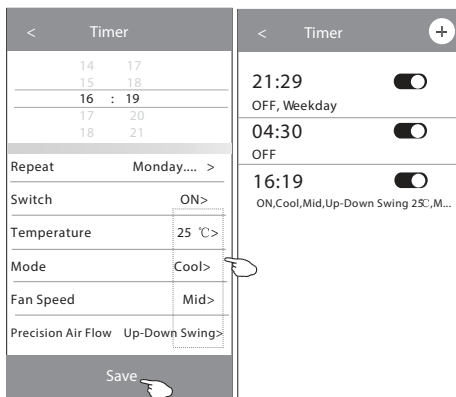 < Timer
14 17
15 18
16 : 19
17 20
18 21
Repeat Monday.... >
Switch ON>
Temperature 25 ℃>
Mode Cool>
Fan Speed Mid>
Precision Air Flow Up-Down Swing>
Save
< Timer +
21:29
OFF, Weekday
04:30
OFF
16:19
ON,Cool,Mid,Up-Down Swing 25℃,M...